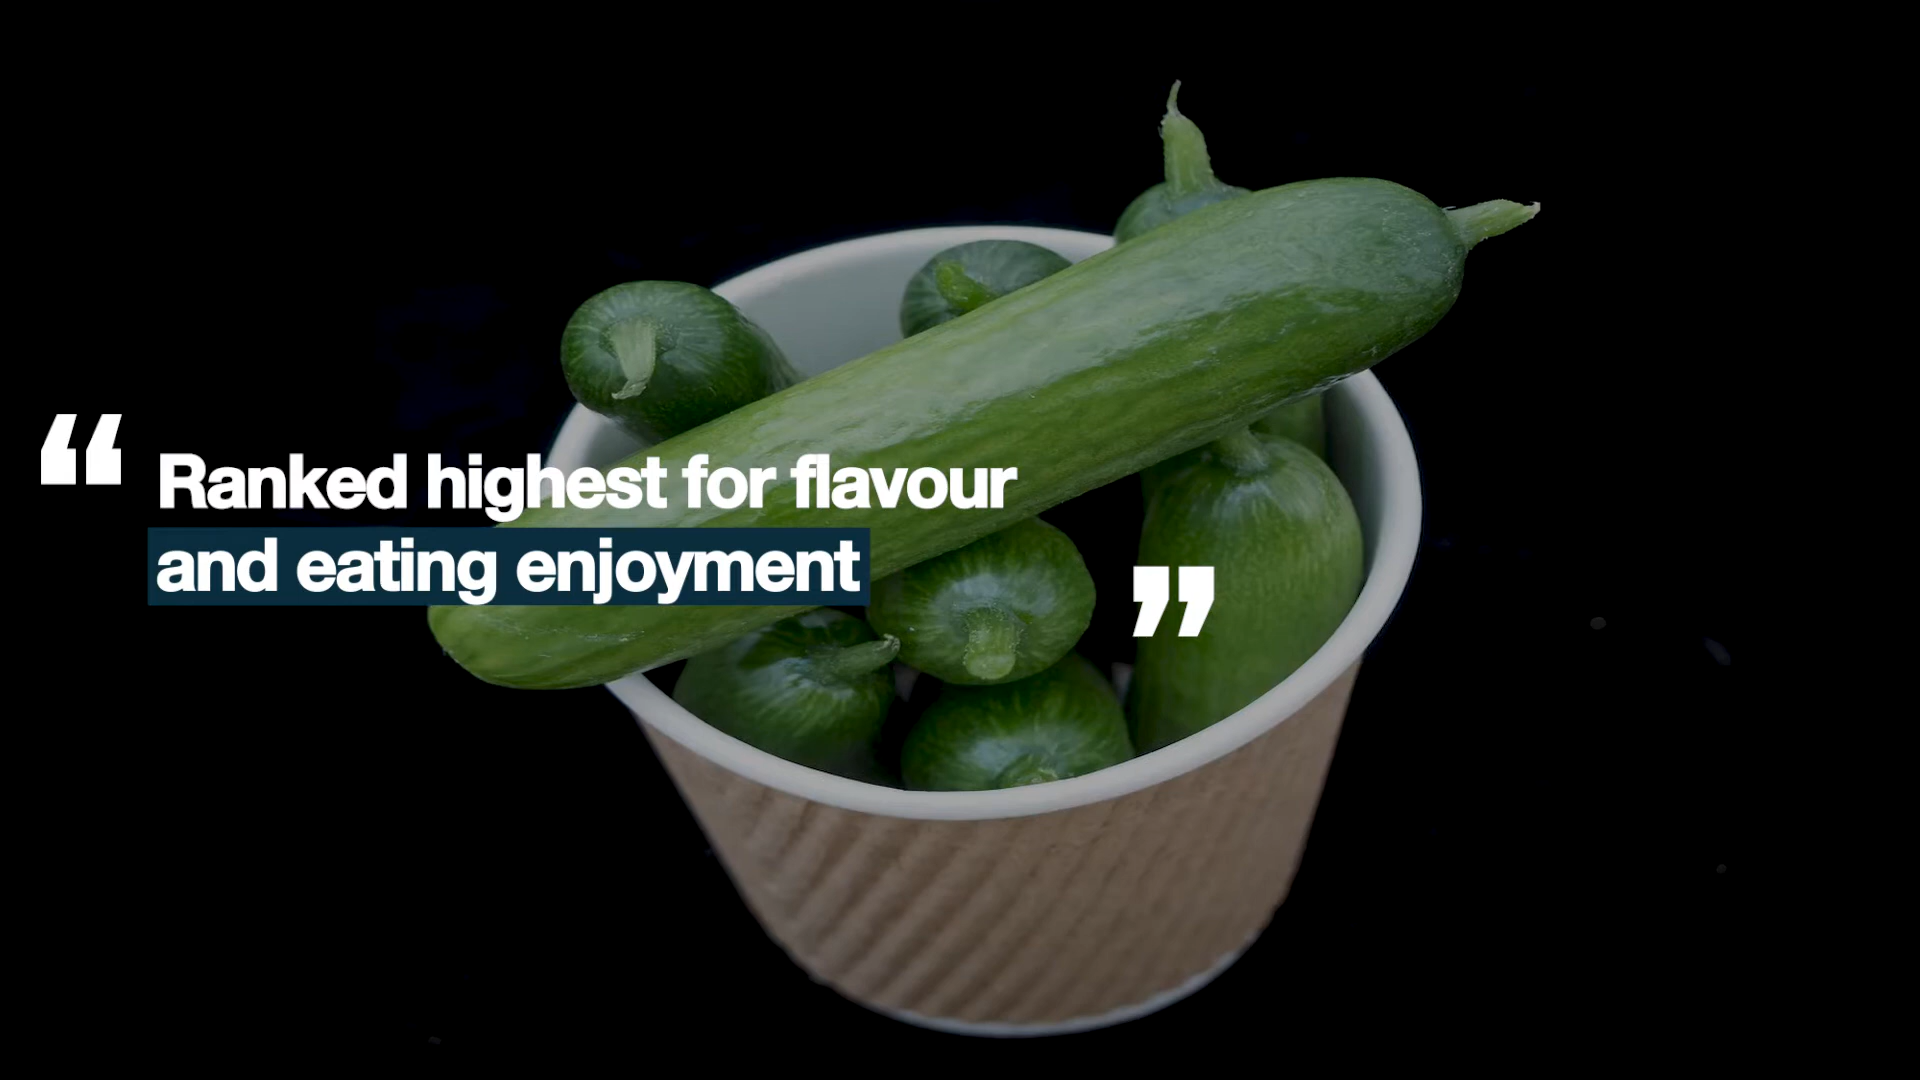 “ Ranked highest for flavour
and eating enjoyment ”